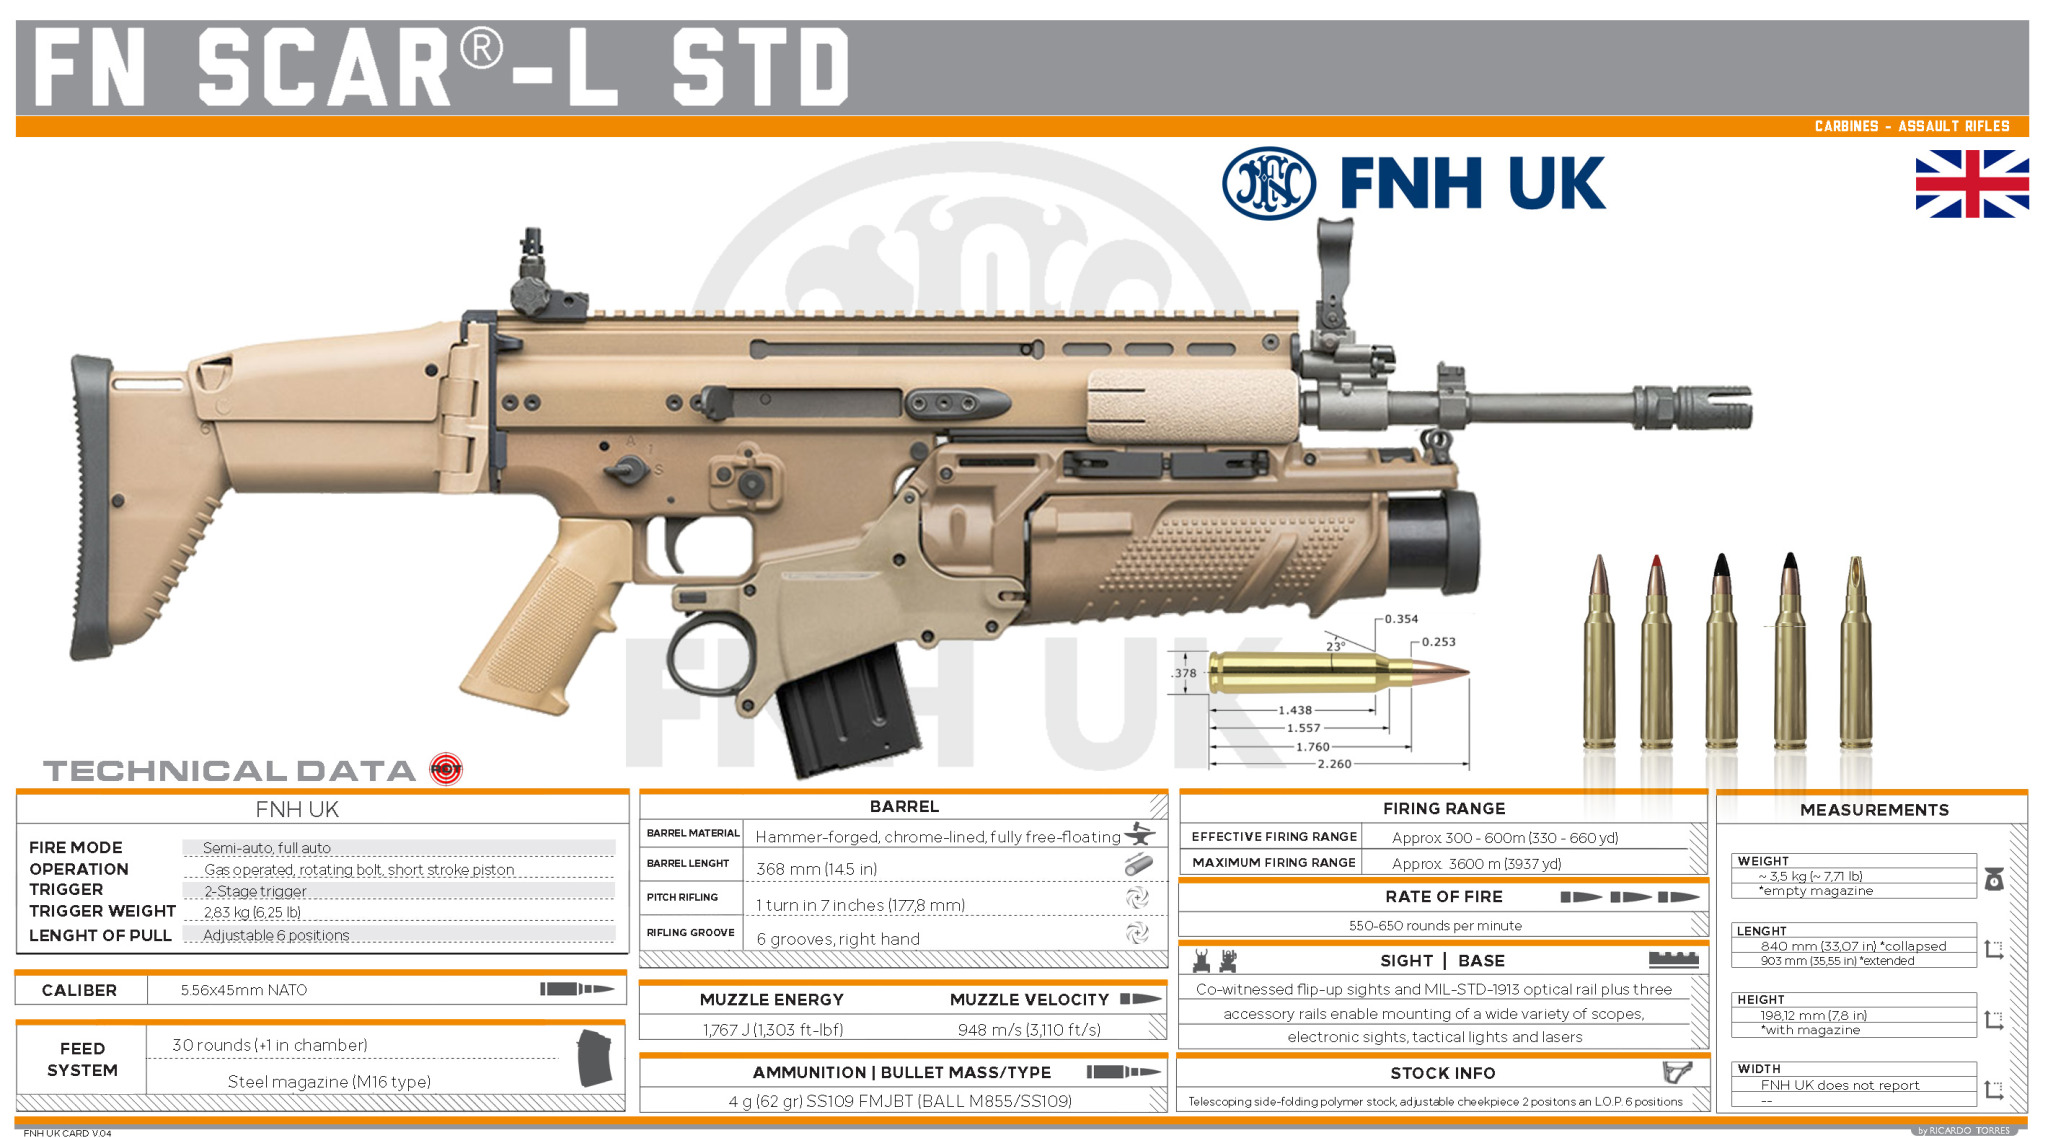 FN SCAR®-L STD
CARBINES - ASSAULT RIFLES
FN FNH UK
A
1
S
FNH UK
0.354
23°
0.253
.378
1.438
1.557
1.760
2.260
TECHNICAL DATA
FNH UK
FIRE MODE Semi-auto, full auto
OPERATION Gas operated, rotating bolt, short stroke piston
TRIGGER 2-Stage trigger
TRIGGER WEIGHT 2,83 kg (6,25 lb)
LENGHT OF PULL Adjustable 6 positions
CALIBER 5.56x45mm NATO
FEED SYSTEM
30 rounds (+1 in chamber)
Steel magazine (M16 type)
BARREL
BARREL MATERIAL Hammer-forged, chrome-lined, fully free-floating
BARREL LENGHT 368 mm (14.5 in)
PITCH RIFLING 1 turn in 7 inches (177,8 mm)
RIFLING GROOVE 6 grooves, right hand
MUZZLE ENERGY MUZZLE VELOCITY
1,767 J (1,303 ft-lbf) 948 m/s (3,110 ft/s)
AMMUNITION | BULLET MASS/TYPE
4 g (62 gr) SS109 FMJBT (BALL M855/SS109)
FIRING RANGE
EFFECTIVE FIRING RANGE Approx 300 - 600m (330 - 660 yd)
MAXIMUM FIRING RANGE Approx. 3600 m (3937 yd)
RATE OF FIRE
550-650 rounds per minute
SIGHT | BASE
Co-witnessed flip-up sights and MIL-STD-1913 optical rail plus three
accessory rails enable mounting of a wide variety of scopes,
electronic sights, tactical lights and lasers
STOCK INFO
Telescoping side-folding polymer stock, adjustable cheekpiece 2 positons an L.O.P. 6 positions
MEASUREMENTS
WEIGHT
~ 3,5 kg (~ 7,71 lb)
*empty magazine
LENGHT
840 mm (33,07 in) *collapsed
903 mm (35,55 in) *extended
HEIGHT
198,12 mm (7,8 in)
*with magazine
WIDTH
FNH UK does not report
--
FNH UK CARD V.04
by RICARDO TORRES